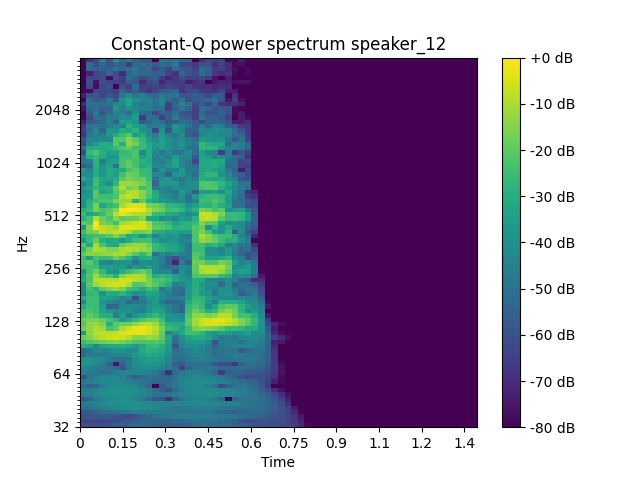 Constant-Q power spectrum speaker_12
Hz
2048
1024
512
256
128
64
32
0 0.15 0.3 0.45 0.6 0.75 0.9 1.1 1.2 1.4
Time
+0 dB
-10 dB
-20 dB
-30 dB
-40 dB
-50 dB
-60 dB
-70 dB
-80 dB